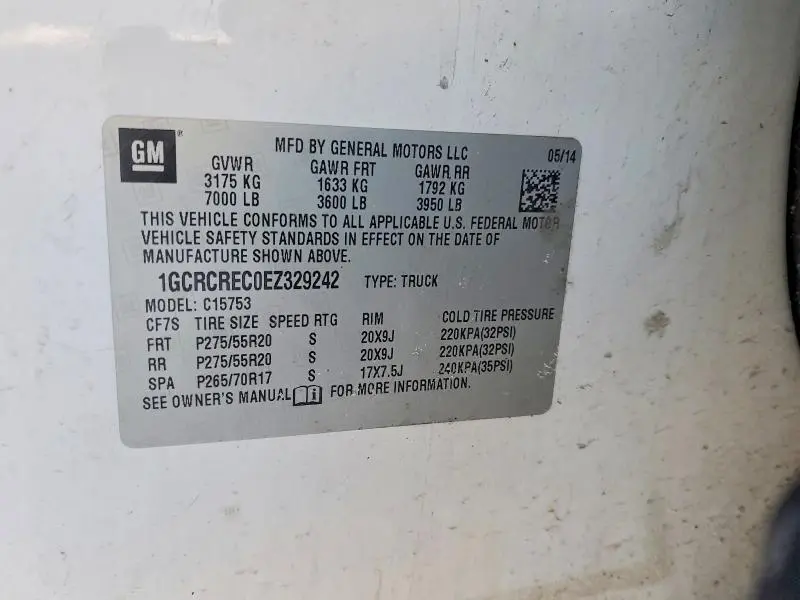 GM ®
MFD BY GENERAL MOTORS LLC 05/14
GVWR GAWR FRT GAWR RR
3175 KG 1633 KG 1792 KG
7000 LB 3600 LB 3950 LB
THIS VEHICLE CONFORMS TO ALL APPLICABLE U.S. FEDERAL MOTOR
VEHICLE SAFETY STANDARDS IN EFFECT ON THE DATE OF
MANUFACTURE SHOWN ABOVE.
1GCRCREC0EZ329242 TYPE: TRUCK
MODEL: C15753
CF7S TIRE SIZE SPEED RTG RIM COLD TIRE PRESSURE
FRT P275/55R20 S 20X9J 220KPA(32PSI)
RR P275/55R20 S 20X9J 220KPA(32PSI)
SPA P265/70R17 S 17X7.5J 240KPA(35PSI)
SEE OWNER'S MANUAL i FOR MORE INFORMATION.